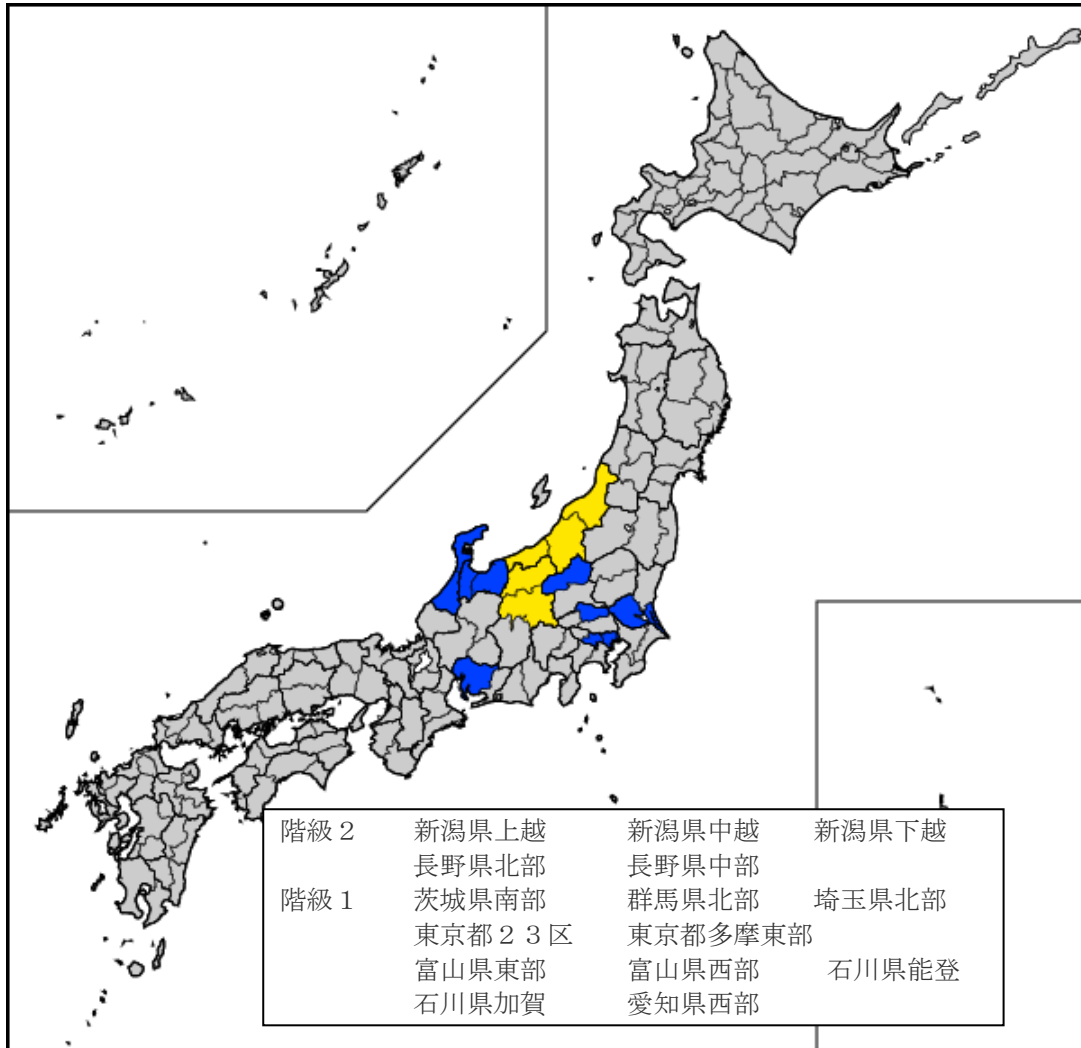 階級２ 新潟県上越 新潟県中越 新潟県下越
長野県北部 長野県中部
階級１ 茨城県南部 群馬県北部 埼玉県北部
東京都２３区 東京都多摩東部
富山県東部 富山県西部 石川県能登
石川県加賀 愛知県西部